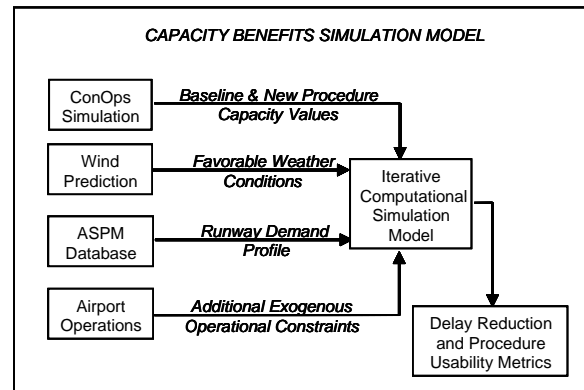 CAPACITY BENEFITS SIMULATION MODEL
ConOps
Simulation
Baseline & New Procedure
Capacity Values
Wind
Prediction
Favorable Weather
Conditions
Iterative
Computational
Simulation
Model
ASPM
Database
Runway Demand
Profile
Airport
Operations
Additional Exogenous
Operational Constraints
Delay Reduction
and Procedure
Usability Metrics